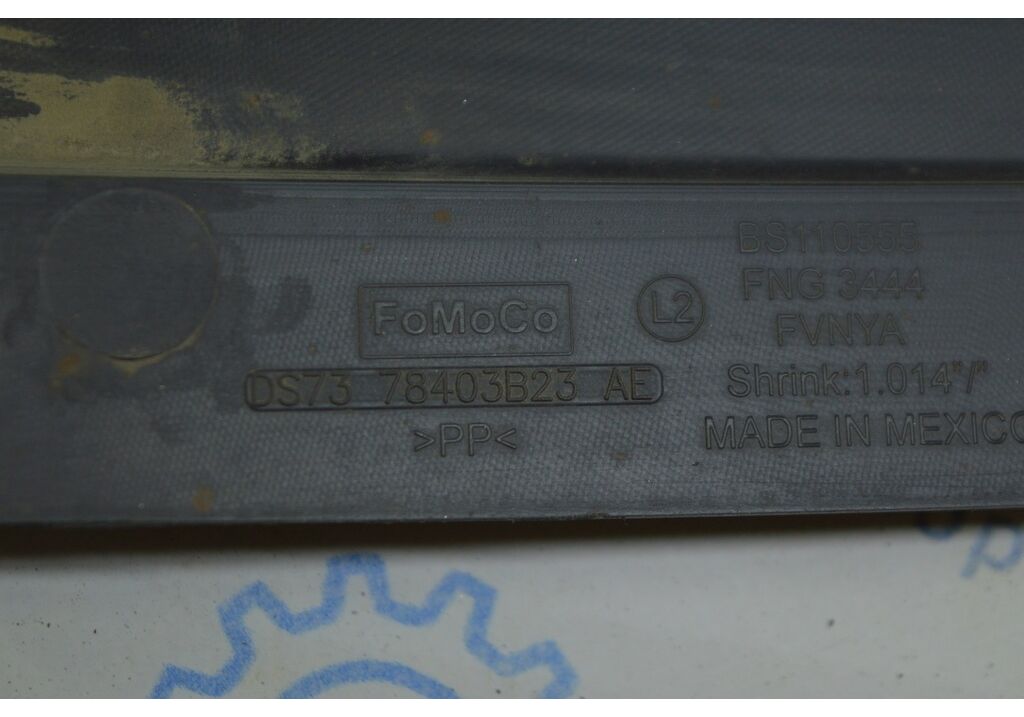 BS110555
FNG 3444
FVNYA
Shrink:1.014"/"
MADE IN MEXICO
FoMoCo
L2
DS73 78403B23 AE
>PP<